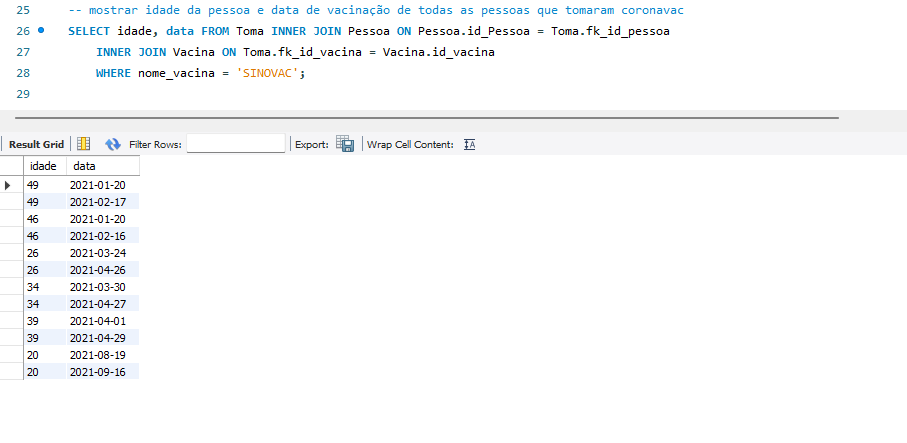 25 -- mostrar idade da pessoa e data de vacinação de todas as pessoas que tomaram coronavac
26 SELECT idade, data FROM Toma INNER JOIN Pessoa ON Pessoa.id_Pessoa = Toma.fk_id_pessoa
27 INNER JOIN Vacina ON Toma.fk_id_vacina = Vacina.id_vacina
28 WHERE nome_vacina = 'SINOVAC';
29
Result Grid Filter Rows: Export: Wrap Cell Content: IA
idade data
49 2021-01-20
49 2021-02-17
46 2021-01-20
46 2021-02-16
26 2021-03-24
26 2021-04-26
34 2021-03-30
34 2021-04-27
39 2021-04-01
39 2021-04-29
20 2021-08-19
20 2021-09-16